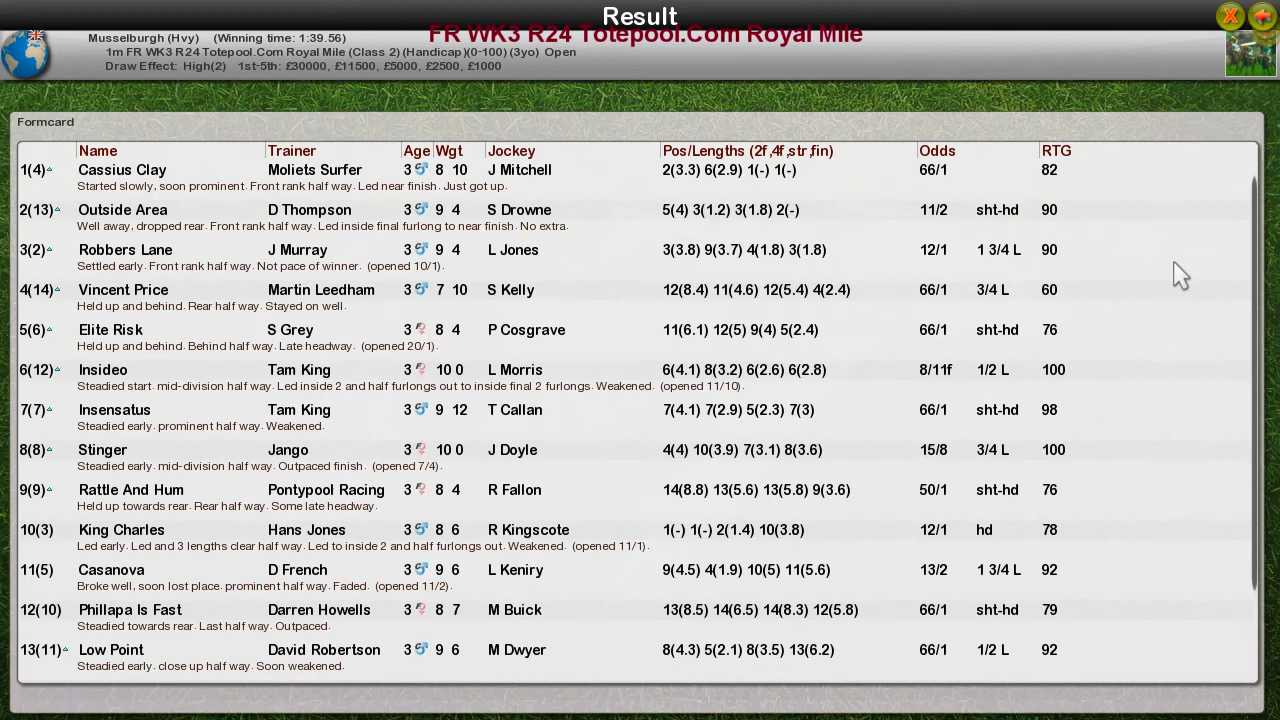 Result
FR WK3 R24 Totepool.Com Royal Mile
Musselburgh (Hvy) (Winning time: 1:39.56)
1m FR WK3 R24 Totepool.Com Royal Mile (Class 2) (Handicap)(0-100) (3yo) Open
Draw Effect: High(2) 1st-5th: £30000, £11500, £5000, £2500, £1000
Formcard
Name Trainer Age Wgt Jockey Pos/Lengths (2f,4f,str,fin) Odds RTG
1(4) Cassius Clay Moliets Surfer 3 8 10 J Mitchell 2(3.3) 6(2.9) 1(-) 1(-) 66/1 82
Started slowly, soon prominent. Front rank half way. Led near finish. Just got up.
2(13) Outside Area D Thompson 3 9 4 S Drowne 5(4) 3(1.2) 3(1.8) 2(-) 11/2 sht-hd 90
Well away, dropped rear. Front rank half way. Led inside final furlong to near finish. No extra.
3(2) Robbers Lane J Murray 3 9 4 L Jones 3(3.8) 9(3.7) 4(1.8) 3(1.8) 12/1 1 3/4 L 90
Settled early. Front rank half way. Not pace of winner. (opened 10/1).
4(14) Vincent Price Martin Leedham 3 7 10 S Kelly 12(8.4) 11(4.6) 12(5.4) 4(2.4) 66/1 3/4 L 60
Held up and behind. Rear half way. Stayed on well.
5(6) Elite Risk S Grey 3 8 4 P Cosgrave 11(6.1) 12(5) 9(4) 5(2.4) 66/1 sht-hd 76
Held up and behind. Behind half way. Late headway. (opened 20/1).
6(12) Insideo Tam King 3 10 0 L Morris 6(4.1) 8(3.2) 6(2.6) 6(2.8) 8/11f 1/2 L 100
Steadied start. mid-division half way. Led inside 2 and half furlongs out to inside final 2 furlongs. Weakened. (opened 11/10).
7(7) Insensatus Tam King 3 9 12 T Callan 7(4.1) 7(2.9) 5(2.3) 7(3) 66/1 sht-hd 98
Steadied early. prominent half way. Weakened.
8(8) Stinger Jango 3 10 0 J Doyle 4(4) 10(3.9) 7(3.1) 8(3.6) 15/8 3/4 L 100
Steadied early. mid-division half way. Outpaced finish. (opened 7/4).
9(9) Rattle And Hum Pontypool Racing 3 8 4 R Fallon 14(8.8) 13(5.6) 13(5.8) 9(3.6) 50/1 sht-hd 76
Held up towards rear. Rear half way. Some late headway.
10(3) King Charles Hans Jones 3 8 6 R Kingscote 1(-) 1(-) 2(1.4) 10(3.8) 12/1 hd 78
Led early. Led and 3 lengths clear half way. Led to inside 2 and half furlongs out. Weakened. (opened 11/1).
11(5) Casanova D French 3 9 6 L Keniry 9(4.5) 4(1.9) 10(5) 11(5.6) 13/2 1 3/4 L 92
Broke well, soon lost place. prominent half way. Faded. (opened 11/2).
12(10) Phillapa Is Fast Darren Howells 3 8 7 M Buick 13(8.5) 14(6.5) 14(8.3) 12(5.8) 66/1 sht-hd 79
Steadied towards rear. Last half way. Outpaced.
13(11) Low Point David Robertson 3 9 6 M Dwyer 8(4.3) 5(2.1) 8(3.5) 13(6.2) 66/1 1/2 L 92
Steadied early. close up half way. Soon weakened.